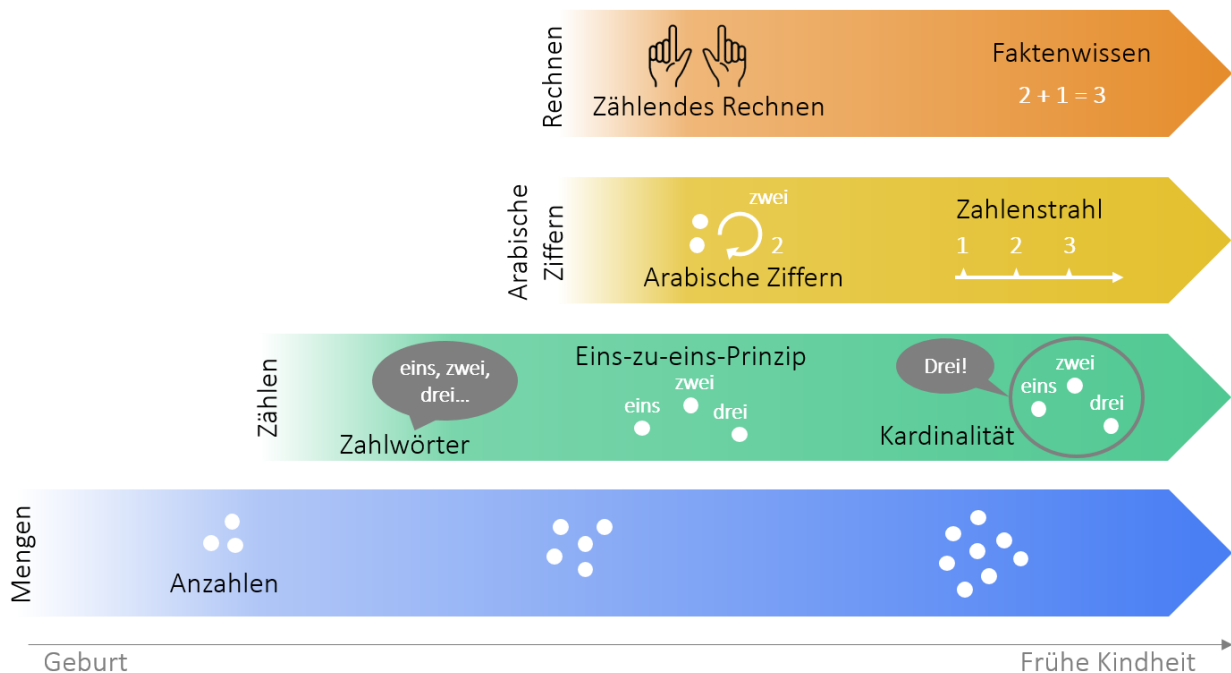 Rechnen
Zählendes Rechnen
Faktenwissen
2 + 1 = 3
Arabische
Ziffern
zwei
2
Arabische Ziffern
Zahlenstrahl
1 2 3
Zählen
eins, zwei,
drei...
Zahlwörter
Eins-zu-eins-Prinzip
zwei
eins
drei
Drei!
zwei
eins
drei
Kardinalität
Mengen
Anzahlen
Geburt
Frühe Kindheit